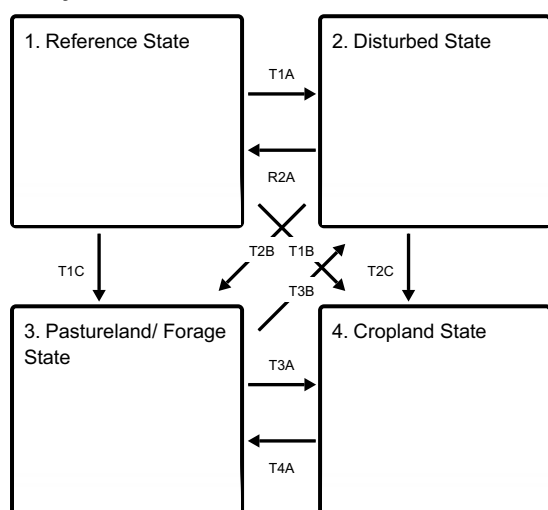 1. Reference State
2. Disturbed State
T1A
R2A
T2B
T1B
T1C
T2C
T3B
3. Pastureland/ Forage
State
4. Cropland State
T3A
T4A